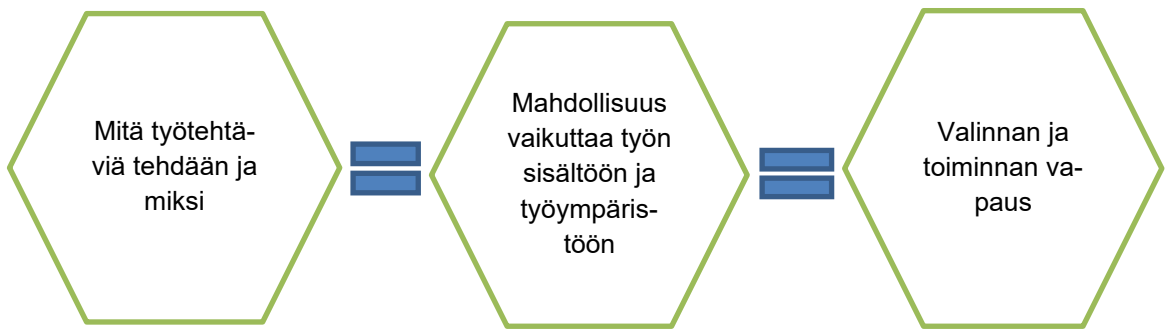 Mitä työtehtä-
viä tehdään ja
miksi
Mahdollisuus
vaikuttaa työn
sisältöön ja
työympäris-
töön
Valinnan ja
toiminnan va-
paus